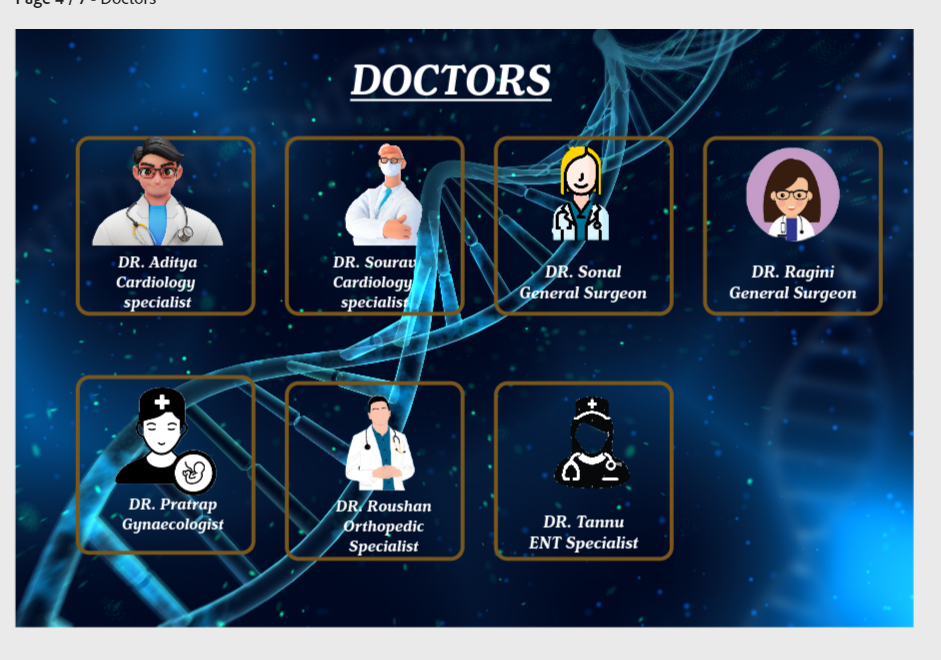 Page 4 / 7 - Doctors
DOCTORS
DR. Aditya
Cardiology
specialist
DR. Sourav
Cardiology
specialist
DR. Sonal
General Surgeon
DR. Ragini
General Surgeon
DR. Pratrap
Gynaecologist
DR. Roushan
Orthopedic
Specialist
DR. Tannu
ENT Specialist